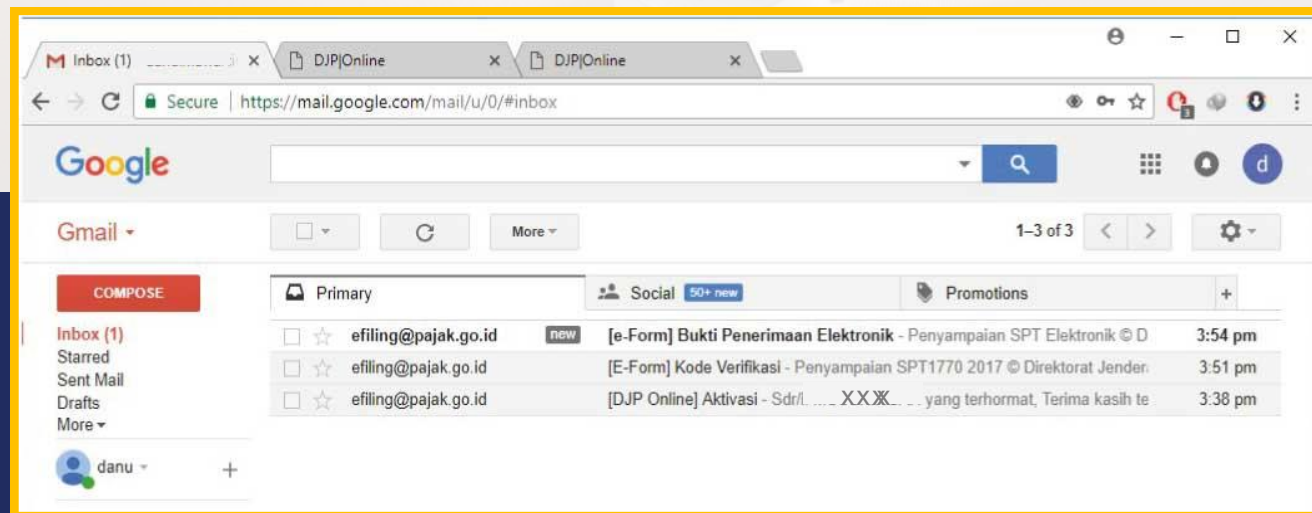 Inbox (1)
DJP|Online
DJP|Online
Secure | https://mail.google.com/mail/u/0/#inbox
3
Google
d
Gmail
More
1–3 of 3
COMPOSE
Primary
Social 50+ new
Promotions
+
Inbox (1)
efiling@pajak.go.id new [e-Form] Bukti Penerimaan Elektronik - Penyampaian SPT Elektronik © D 3:54 pm
Starred
efiling@pajak.go.id [E-Form] Kode Verifikasi - Penyampaian SPT1770 2017 © Direktorat Jender 3:51 pm
Sent Mail
Drafts
efiling@pajak.go.id [DJP Online] Aktivasi - Sdr/ XXX yang terhormat, Terima kasih te 3:38 pm
More
danu
+